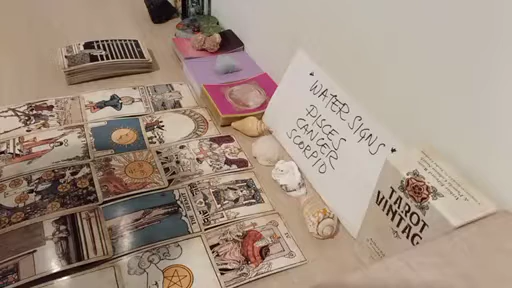 WATER SIGNS
PISCES
CANCER
SCORPIO
TAROT
VINTAG